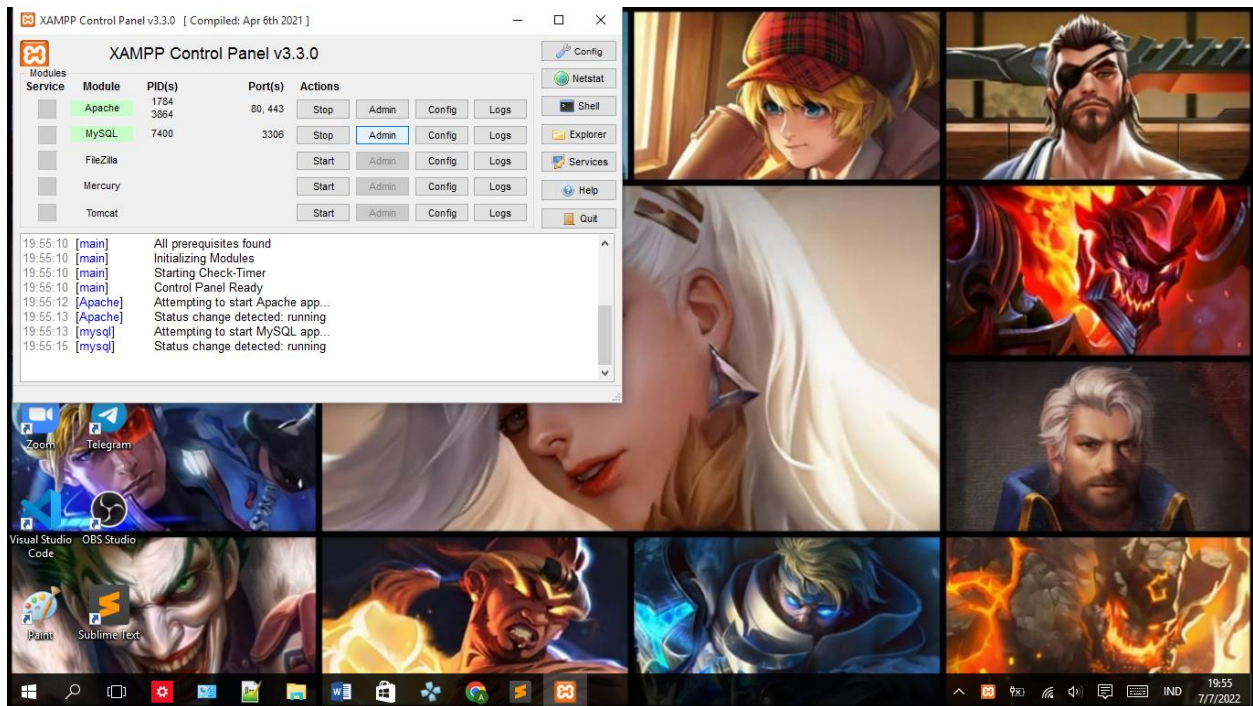 XAMPP Control Panel v3.3.0 [ Compiled: Apr 6th 2021 ]
XAMPP Control Panel v3.3.0
Config
Modules
Service Module PID(s) Port(s) Actions
Netstat
Apache 1784 3864 80, 443 Stop Admin Config Logs
Shell
MySQL 7400 3306 Stop Admin Config Logs
Explorer
FileZilla Start Admin Config Logs
Services
Mercury Start Admin Config Logs
Help
Tomcat Start Admin Config Logs
Quit
19:55:10 [main] All prerequisites found
19:55:10 [main] Initializing Modules
19:55:10 [main] Starting Check-Timer
19:55:10 [main] Control Panel Ready
19:55:12 [Apache] Attempting to start Apache app...
19:55:13 [Apache] Status change detected: running
19:55:13 [mysql] Attempting to start MySQL app...
19:55:15 [mysql] Status change detected: running
Zoom Telegram
Visual Studio Code
OBS Studio
Paint Sublime Text
IND
19:55
7/7/2022